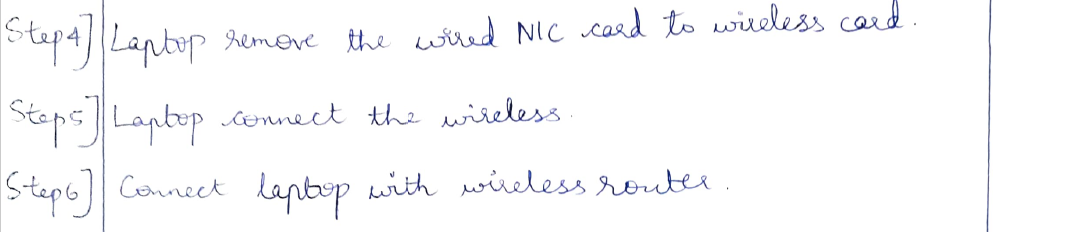 Step4] Laptop remove the wired NIC card to wireless card.
Step5] Laptop connect the wireless.
Step6] Connect laptop with wireless router.